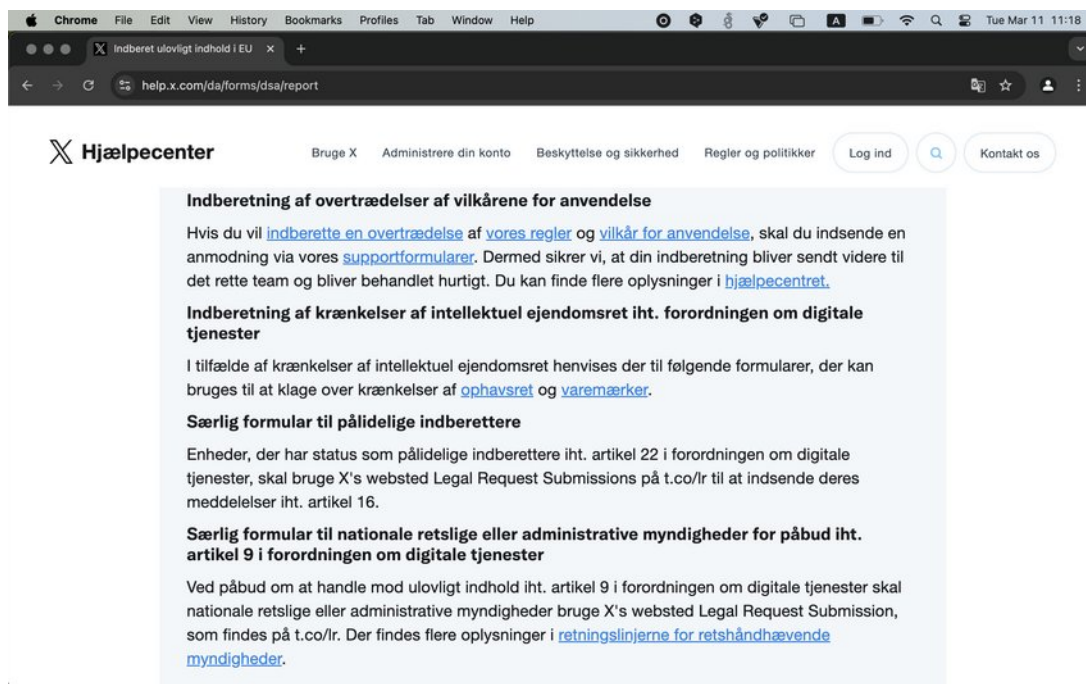 Chrome File Edit View History Bookmarks Profiles Tab Window Help Tue Mar 11 11:18
Indberet ulovligt indhold i EU
help.x.com/da/forms/dsa/report
Hjælpecenter Bruge X Administrere din konto Beskyttelse og sikkerhed Regler og politikker Log ind Kontakt os
Indberetning af overtrædelser af vilkårene for anvendelse
Hvis du vil indberette en overtrædelse af vores regler og vilkår for anvendelse, skal du indsende en
anmodning via vores supportformularer. Dermed sikrer vi, at din indberetning bliver sendt videre til
det rette team og bliver behandlet hurtigt. Du kan finde flere oplysninger i hjælpecentret.
Indberetning af krænkelser af intellektuel ejendomsret iht. forordningen om digitale
tjenester
I tilfælde af krænkelser af intellektuel ejendomsret henvises der til følgende formularer, der kan
bruges til at klage over krænkelser af ophavsret og varemærker.
Særlig formular til pålidelige indberettere
Enheder, der har status som pålidelige indberettere iht. artikel 22 i forordningen om digitale
tjenester, skal bruge X's websted Legal Request Submissions på t.co/lr til at indsende deres
meddelelser iht. artikel 16.
Særlig formular til nationale retslige eller administrative myndigheder for påbud iht.
artikel 9 i forordningen om digitale tjenester
Ved påbud om at handle mod ulovligt indhold iht. artikel 9 i forordningen om digitale tjenester skal
nationale retslige eller administrative myndigheder bruge X's websted Legal Request Submission,
som findes på t.co/lr. Der findes flere oplysninger i retningslinjerne for retshåndhævende
myndigheder.